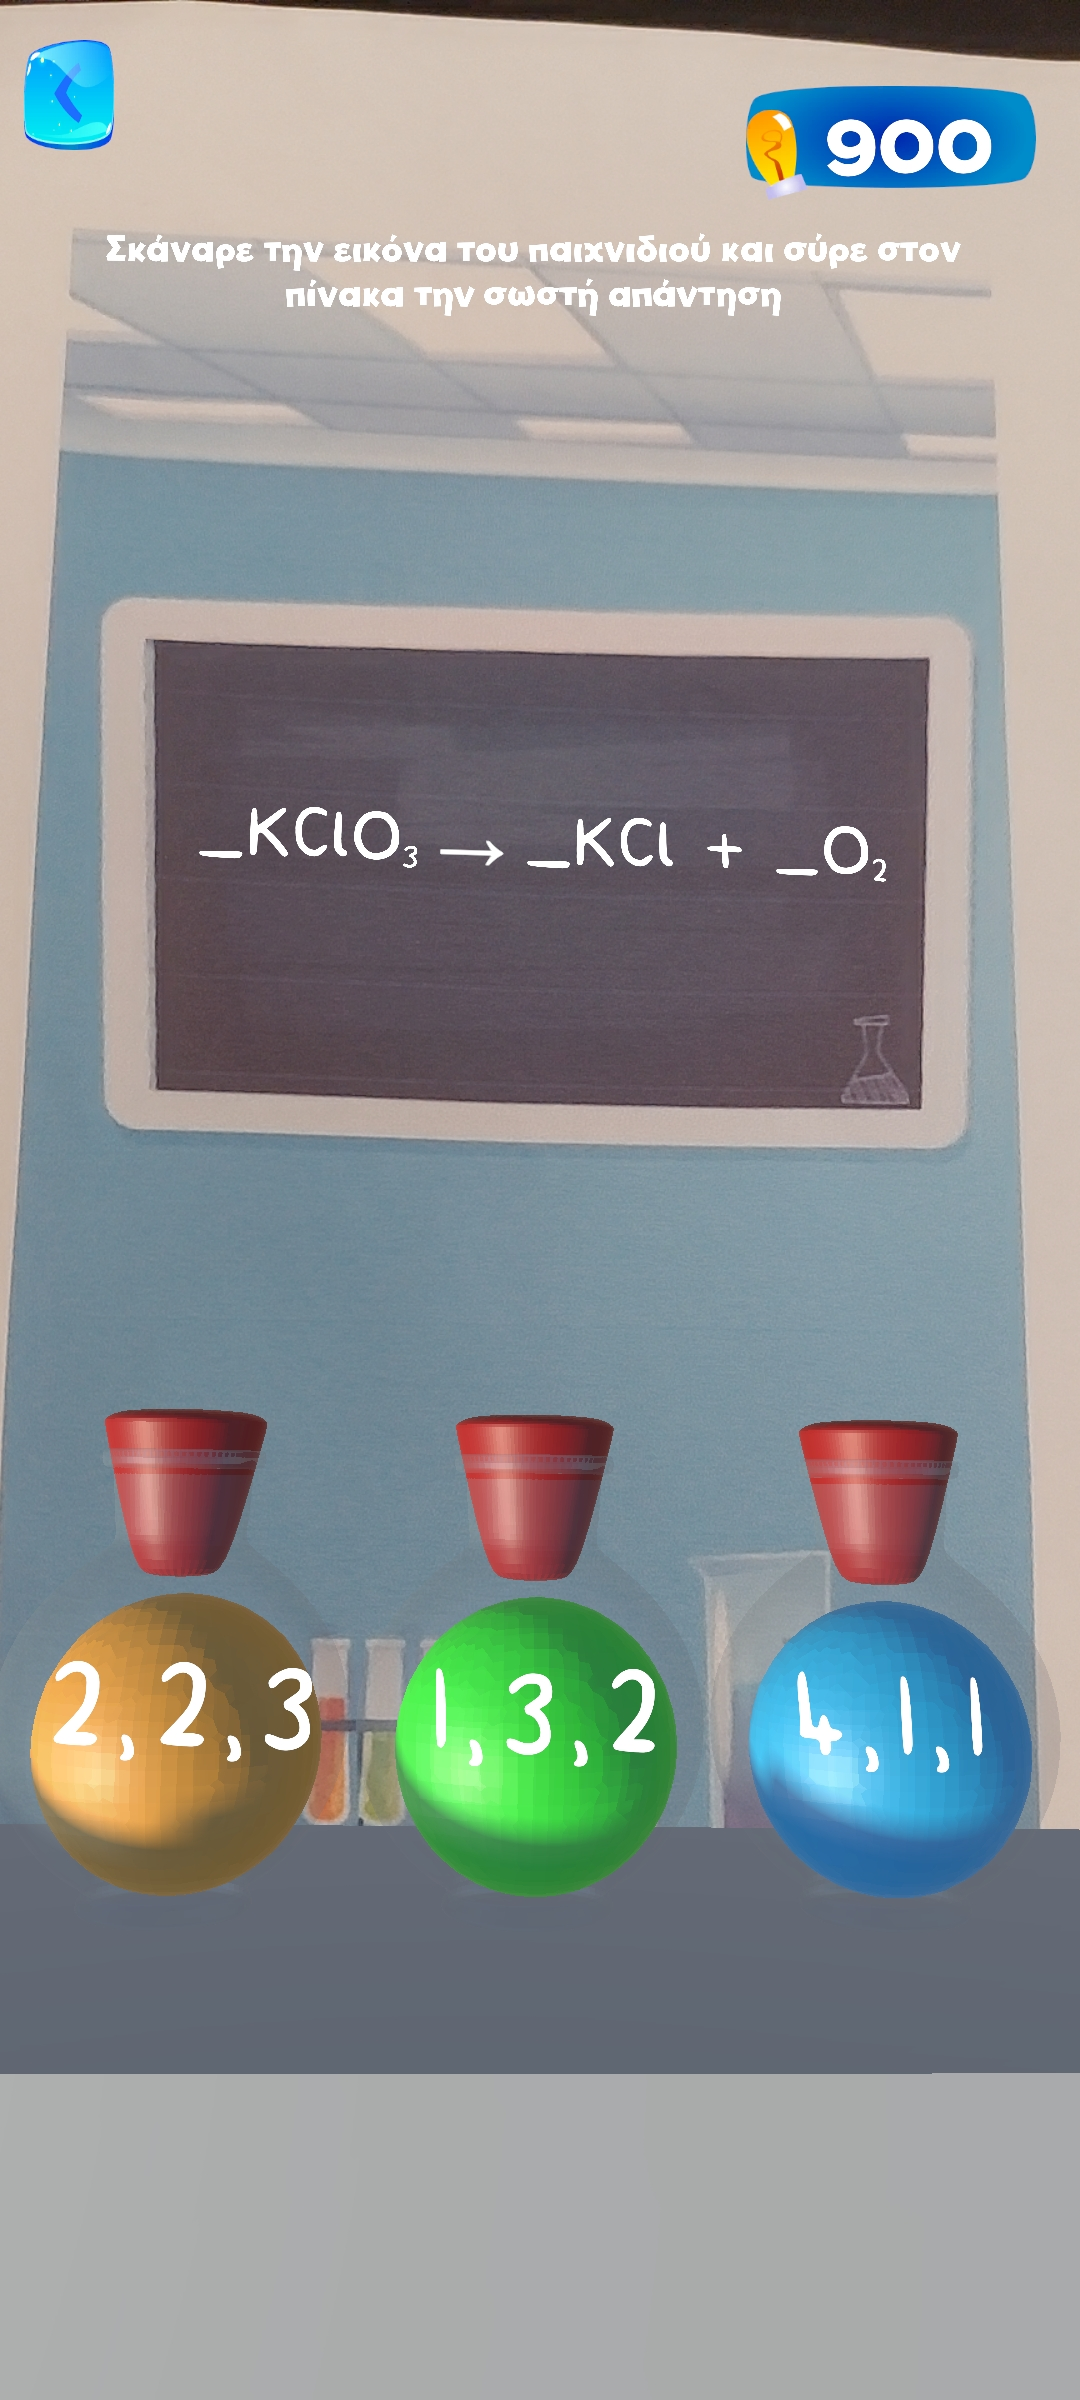 900
Σκάναρε την εικόνα του παιχνιδιού και σύρε στον
πίνακα την σωστή απάντηση
_KClO₃ → _KCl + _O₂
2,2,3
1,3,2
4,1,1